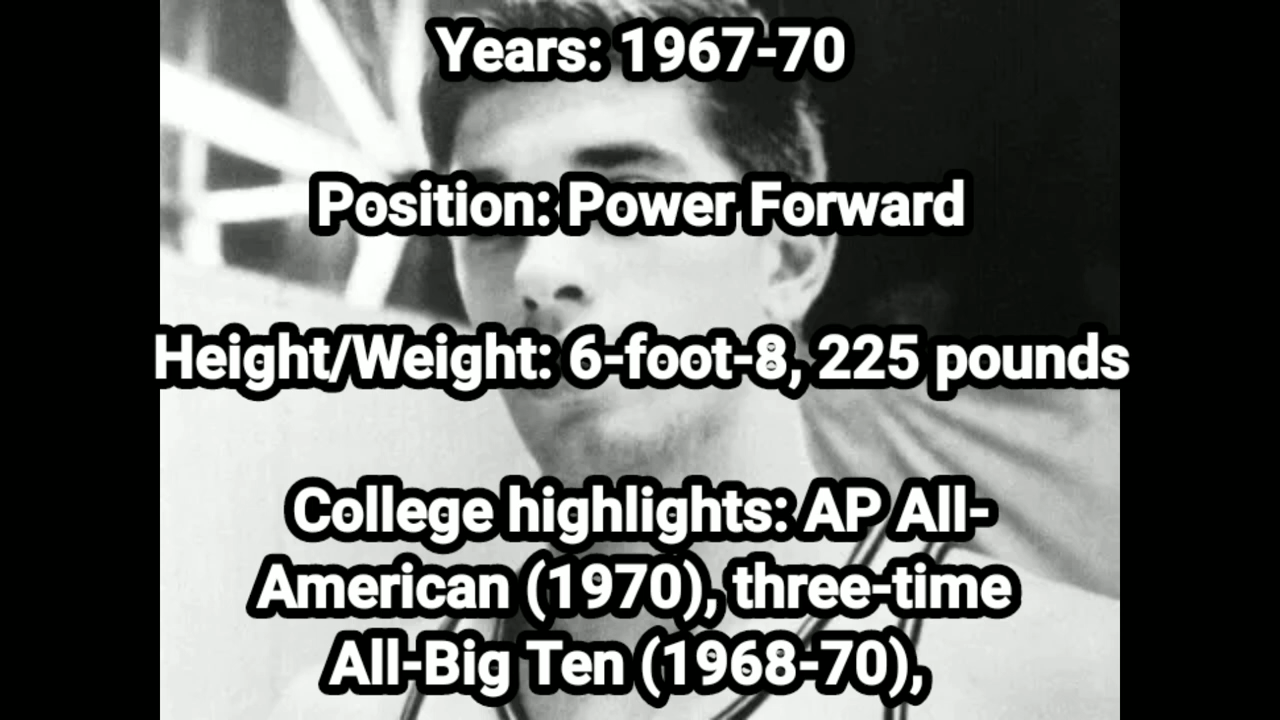 Years: 1967-70
Position: Power Forward
Height/Weight: 6-foot-8, 225 pounds
College highlights: AP All-
American (1970), three-time
All-Big Ten (1968-70),